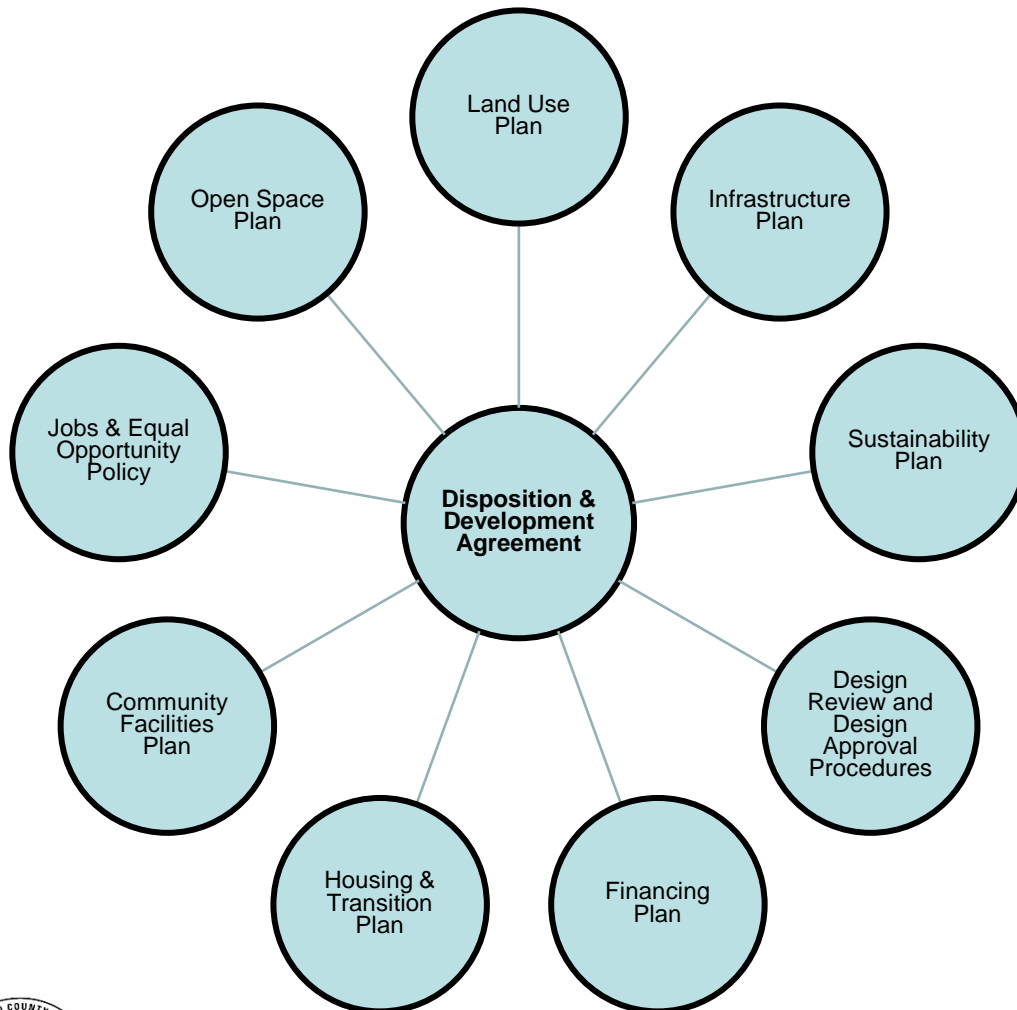 Land Use
Plan
Open Space
Plan
Infrastructure
Plan
Jobs & Equal
Opportunity
Policy
Sustainability
Plan
Disposition &
Development
Agreement
Community
Facilities
Plan
Design
Review and
Design
Approval
Procedures
Housing &
Transition
Plan
Financing
Plan
COUNTY